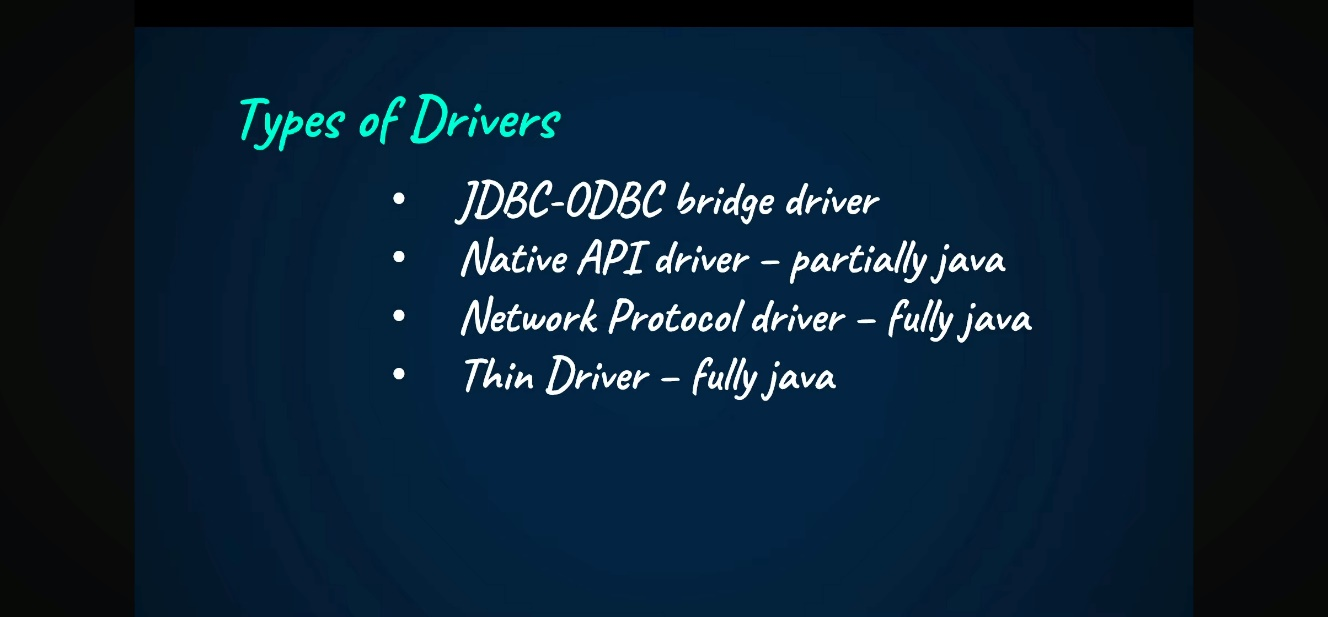 Types of Drivers
• JDBC-ODBC bridge driver
• Native API driver – partially java
• Network Protocol driver – fully java
• Thin Driver – fully java